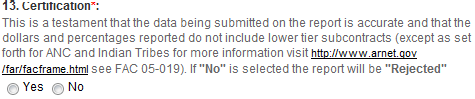 13. Certification*:
This is a testament that the data being submitted on the report is accurate and that the
dollars and percentages reported do not include lower tier subcontracts (except as set
forth for ANC and Indian Tribes for more information visit http://www.arnet.gov
/far/facframe.html see FAC 05-019). If "No" is selected the report will be "Rejected"
Yes No